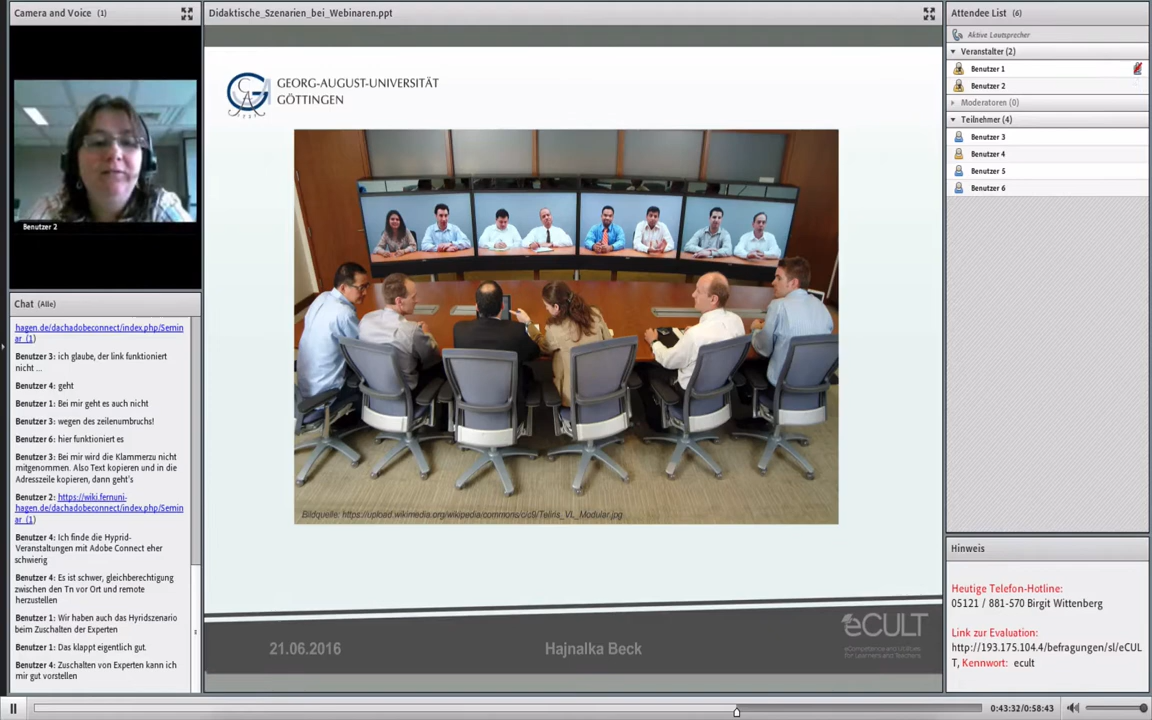 Camera and Voice (1)
Benutzer 2
Chat (Alle)
hagen.de/dachadobeconnect/index.php/Semin
ar_(1)
Benutzer 3: ich glaube, der link funktioniert
nicht ...
Benutzer 4: geht
Benutzer 1: Bei mir geht es auch nicht
Benutzer 3: wegen des zeilenumbruchs!
Benutzer 6: hier funktioniert es
Benutzer 3: Bei mir wird die Klammerzu nicht
mitgenommen. Also Text kopieren und in die
Adresszeile kopieren, dann geht's
Benutzer 2: https://wiki.fernuni-
hagen.de/dachadobeconnect/index.php/Semin
ar_(1)
Benutzer 4: Ich finde die Hyprid-
Veranstaltungen mit Adobe Connect eher
schwierig
Benutzer 4: Es ist schwer, gleichberechtigung
zwischen den Tn vor Ort und remote
herzustellen
Benutzer 1: Wir haben auch das Hyridszenario
beim Zuschalten der Experten
Benutzer 1: Das klappt eigentlich gut.
Benutzer 4: Zuschalten von Experten kann ich
mir gut vorstellen
Didaktische_Szenarien_bei_Webinaren.ppt
GEORG-AUGUST-UNIVERSITÄT
GÖTTINGEN
Bildquelle: https://upload.wikimedia.org/wikipedia/commons/c/c9/Teliris_VL_Modular.jpg
21.06.2016
Hajnalka Beck
eCULT
eCompetence and Utilities
for Learners and Teachers
Attendee List (6)
Aktive Lautsprecher
Veranstalter (2)
Benutzer 1
Benutzer 2
Moderatoren (0)
Teilnehmer (4)
Benutzer 3
Benutzer 4
Benutzer 5
Benutzer 6
Hinweis
Heutige Telefon-Hotline:
05121 / 881-570 Birgit Wittenberg
Link zur Evaluation:
http://193.175.104.4/befragungen/sl/eCUL
T, Kennwort: ecult
0:43:32/0:58:43